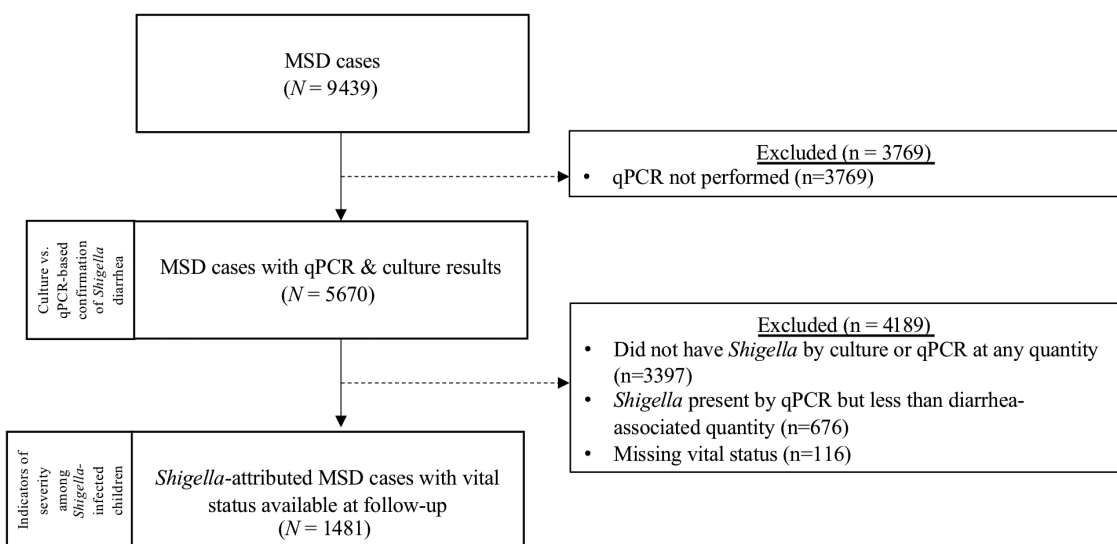 MSD cases
(N = 9439)
Excluded (n = 3769)
• qPCR not performed (n=3769)
Culture vs.
qPCR-based
confirmation
of Shigella
diarrhea
MSD cases with qPCR & culture results
(N = 5670)
Excluded (n = 4189)
• Did not have Shigella by culture or qPCR at any quantity
(n=3397)
• Shigella present by qPCR but less than diarrhea-
associated quantity (n=676)
• Missing vital status (n=116)
Indicators of
severity
among
Shigella-
infected
children
Shigella-attributed MSD cases with vital
status available at follow-up
(N = 1481)